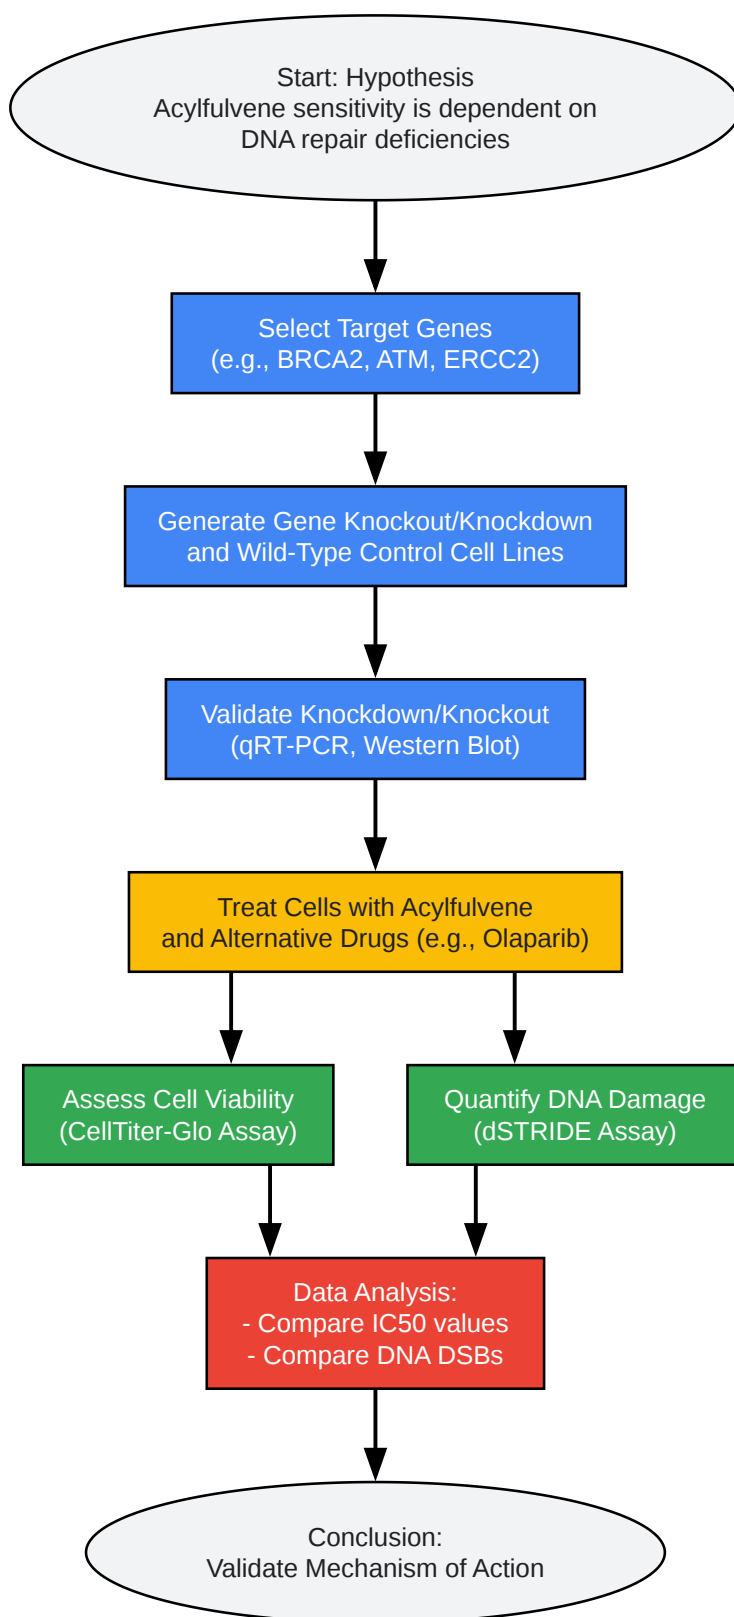 Start: Hypothesis
Acylfulvene sensitivity is dependent on
DNA repair deficiencies
Select Target Genes
(e.g., BRCA2, ATM, ERCC2)
Generate Gene Knockout/Knockdown
and Wild-Type Control Cell Lines
Validate Knockdown/Knockout
(qRT-PCR, Western Blot)
Treat Cells with Acylfulvene
and Alternative Drugs (e.g., Olaparib)
Assess Cell Viability
(CellTiter-Glo Assay)
Quantify DNA Damage
(dSTRIDE Assay)
Data Analysis:
- Compare IC50 values
- Compare DNA DSBs
Conclusion:
Validate Mechanism of Action